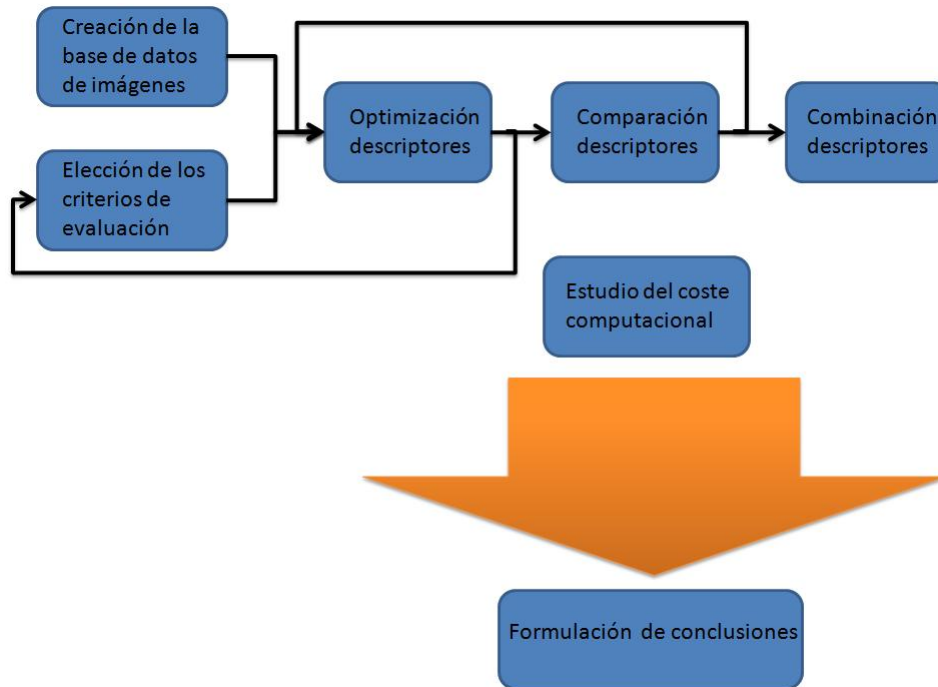 Creación de la
base de datos
de imágenes
Optimización
descriptores
Comparación
descriptores
Combinación
descriptores
Elección de los
criterios de
evaluación
Estudio del coste
computacional
Formulación de conclusiones